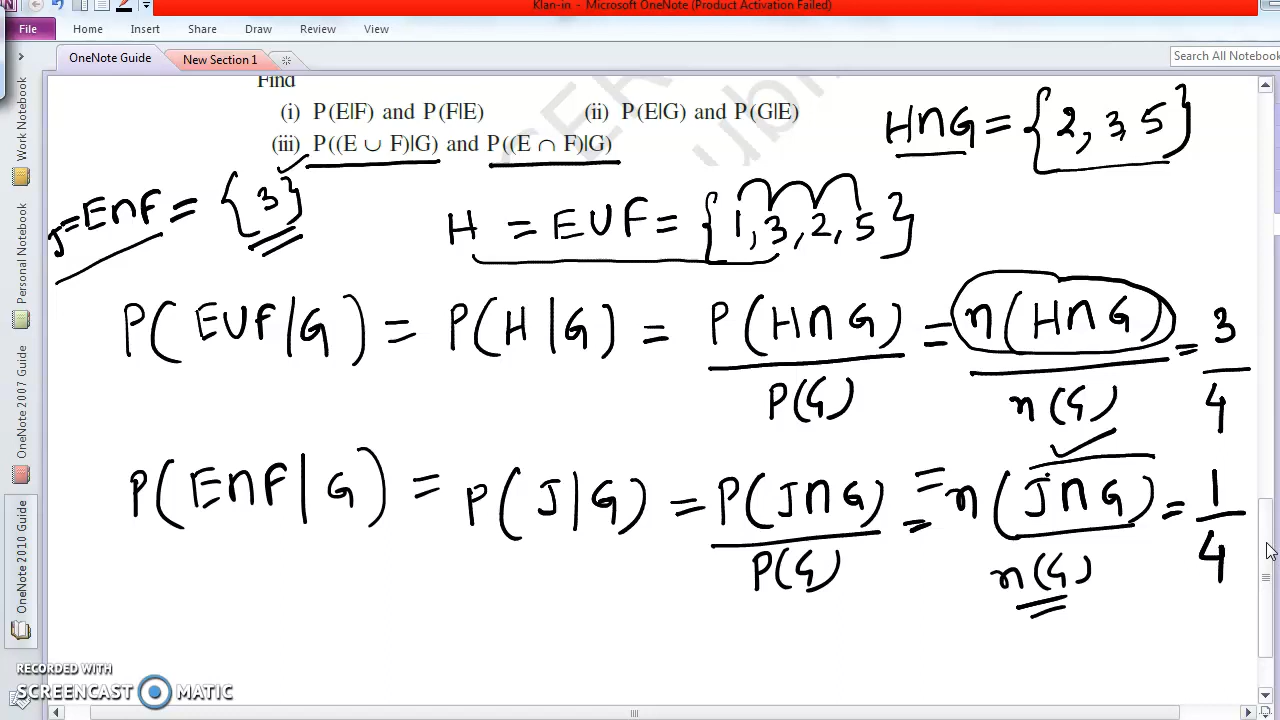 Klan-in - Microsoft OneNote (Product Activation Failed)
File Home Insert Share Draw Review View
OneNote Guide New Section 1 Search All Notebook
Find
(i) P(E|F) and P(F|E) (ii) P(E|G) and P(G|E)
(iii) P((E ∪ F)|G) and P((E ∩ F)|G)
H∩G = {2, 3, 5}
J = E∩F = {3}
H = E∪F = {1, 3, 2, 5}
P(E∪F|G) = P(H|G) = P(H∩G)/P(G) = n(H∩G)/n(G) = 3/4
P(E∩F|G) = P(J|G) = P(J∩G)/P(G) = n(J∩G)/n(G) = 1/4
Work Notebook
Personal Notebook
OneNote 2007 Guide
OneNote 2010 Guide
RECORDED WITH
SCREENCAST MATIC